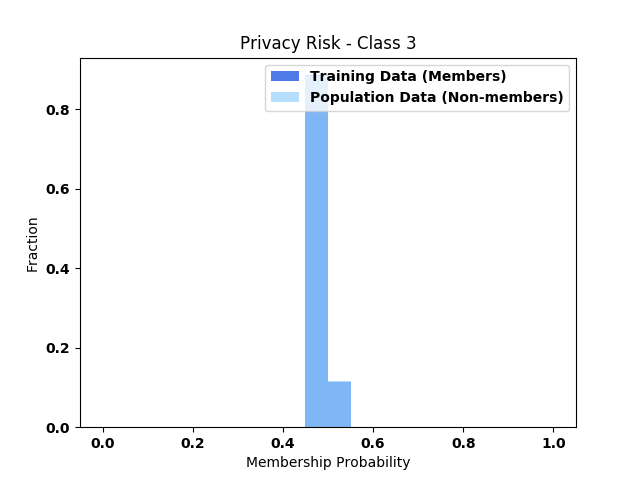 Privacy Risk - Class 3
Training Data (Members)
Population Data (Non-members)
0.8
0.6
0.4
0.2
0.0
Fraction
0.0 0.2 0.4 0.6 0.8 1.0
Membership Probability